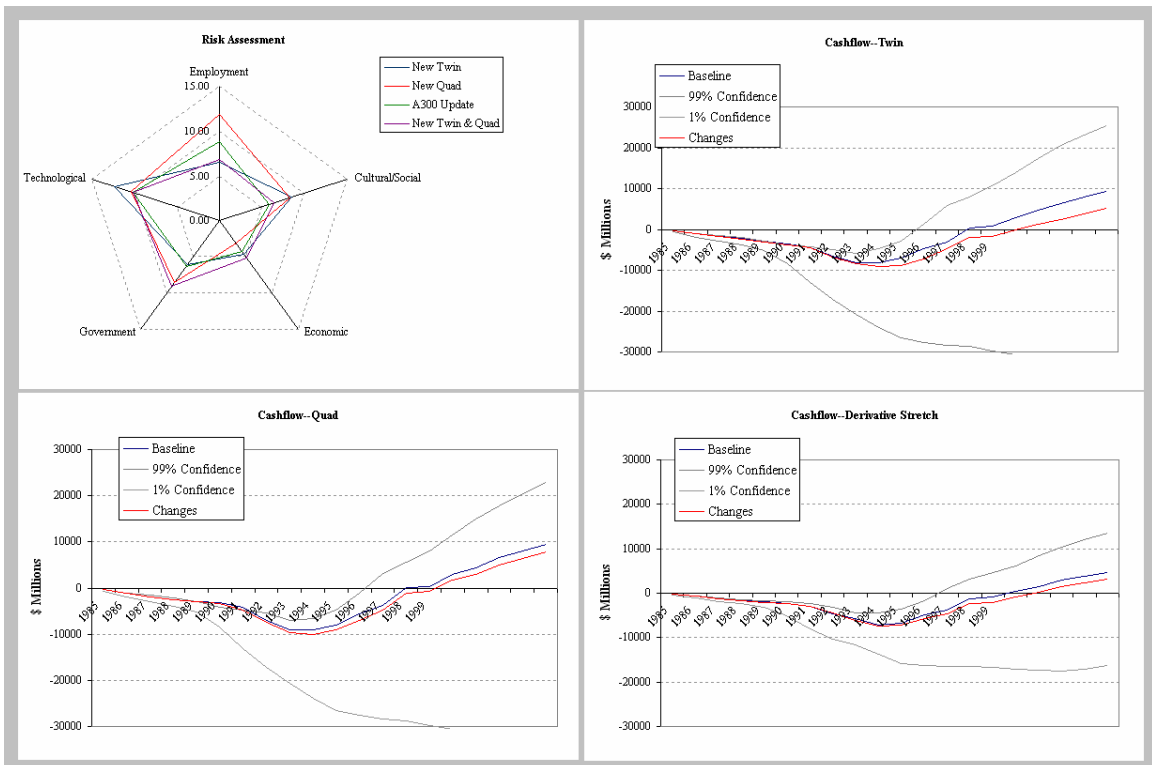 Risk Assessment
Employment
15.00
10.00
5.00
0.00
Technological
Cultural/Social
Government
Economic
New Twin
New Quad
A300 Update
New Twin & Quad
Cashflow--Twin
Baseline
99% Confidence
1% Confidence
Changes
$ Millions
30000
20000
10000
0
-10000
-20000
-30000
1985
1986
1987
1988
1989
1990
1991
1992
1993
1994
1995
1996
1997
1998
1999
Cashflow--Quad
Baseline
99% Confidence
1% Confidence
Changes
$ Millions
30000
20000
10000
0
-10000
-20000
-30000
1985
1986
1987
1988
1989
1990
1991
1992
1993
1994
1995
1996
1997
1998
1999
Cashflow--Derivative Stretch
Baseline
99% Confidence
1% Confidence
Changes
$ Millions
30000
20000
10000
0
-10000
-20000
-30000
1985
1986
1987
1988
1989
1990
1991
1992
1993
1994
1995
1996
1997
1998
1999